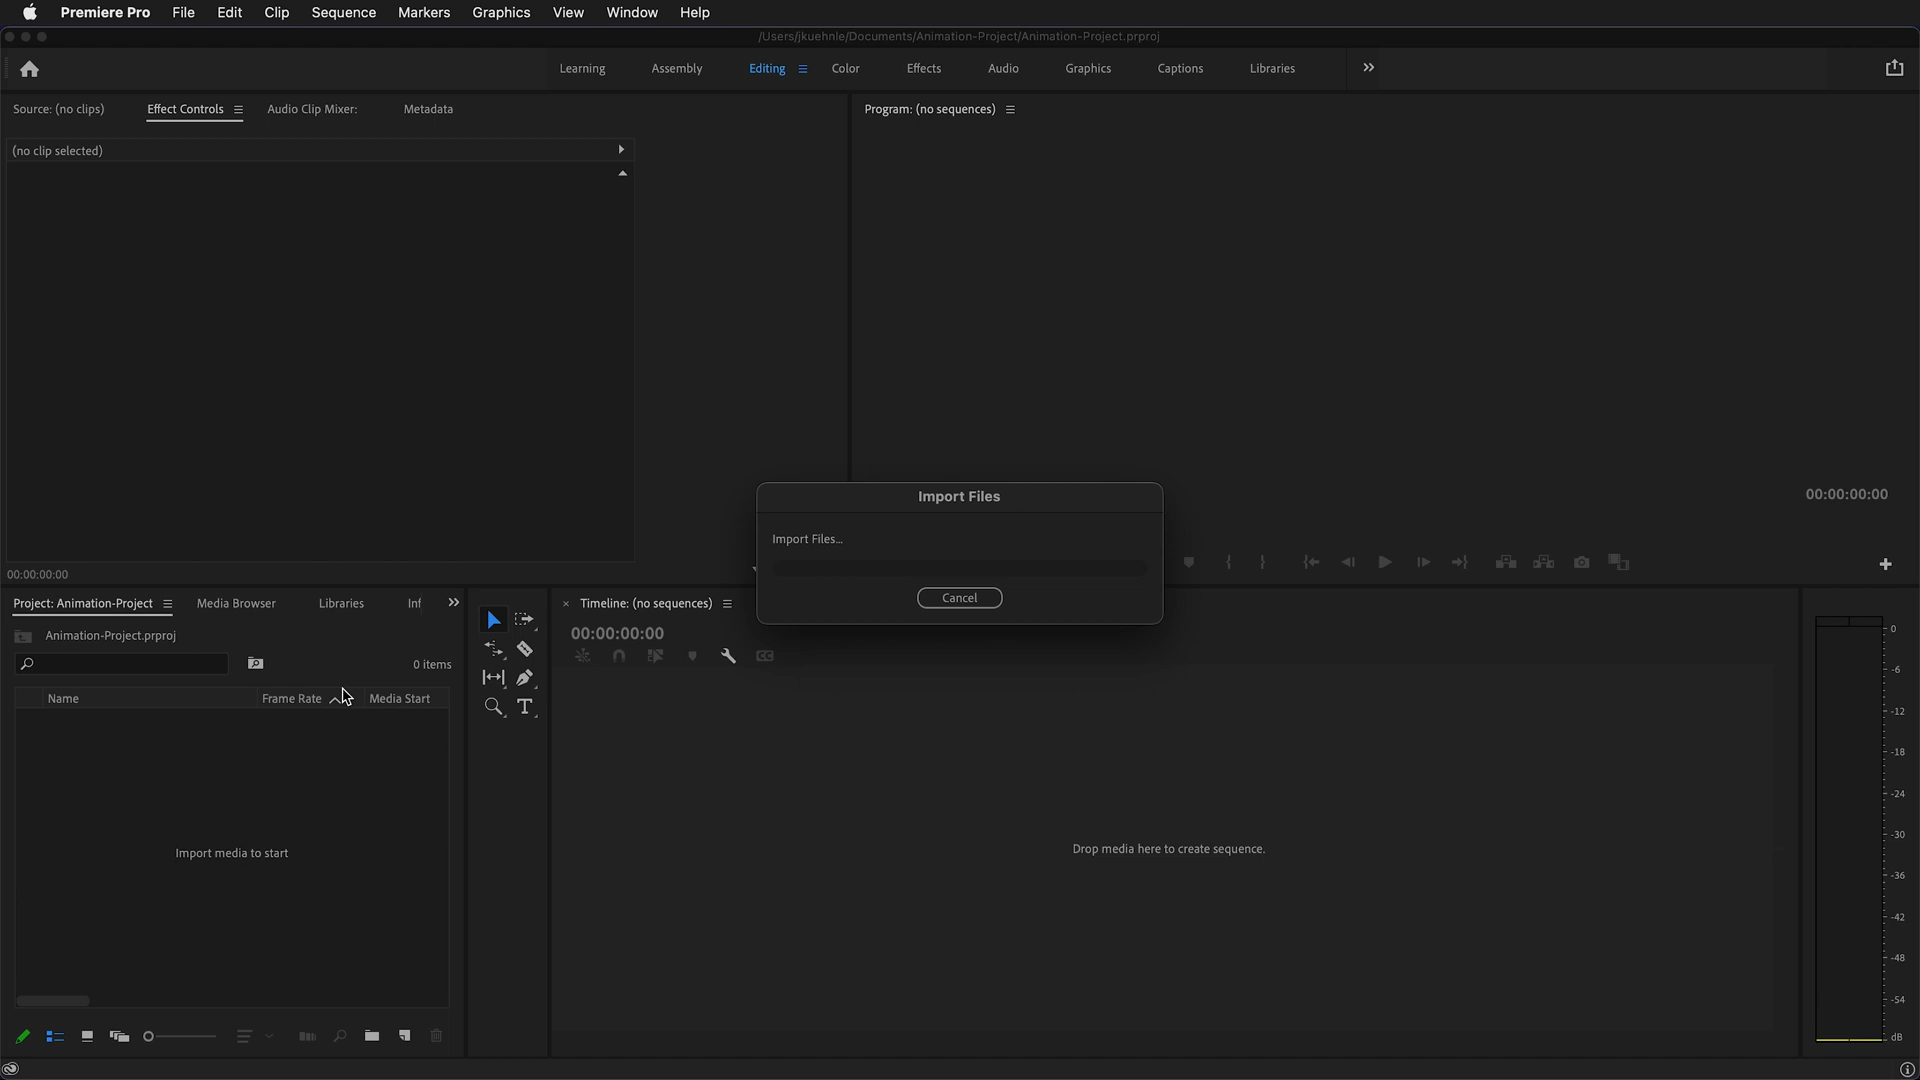 Premiere Pro File Edit Clip Sequence Markers Graphics View Window Help
/Users/jkuehnle/Documents/Animation-Project/Animation-Project.prproj
Learning Assembly Editing Color Effects Audio Graphics Captions Libraries
Source: (no clips) Effect Controls Audio Clip Mixer: Metadata
Program: (no sequences)
(no clip selected)
00:00:00:00
Import Files
Import Files...
Cancel
00:00:00:00
Project: Animation-Project Media Browser Libraries Inf
Animation-Project.prproj
0 items
Name Frame Rate Media Start
Import media to start
Timeline: (no sequences)
00:00:00:00
Drop media here to create sequence.
0
-6
-12
-18
-24
-30
-36
-42
-48
-54
dB